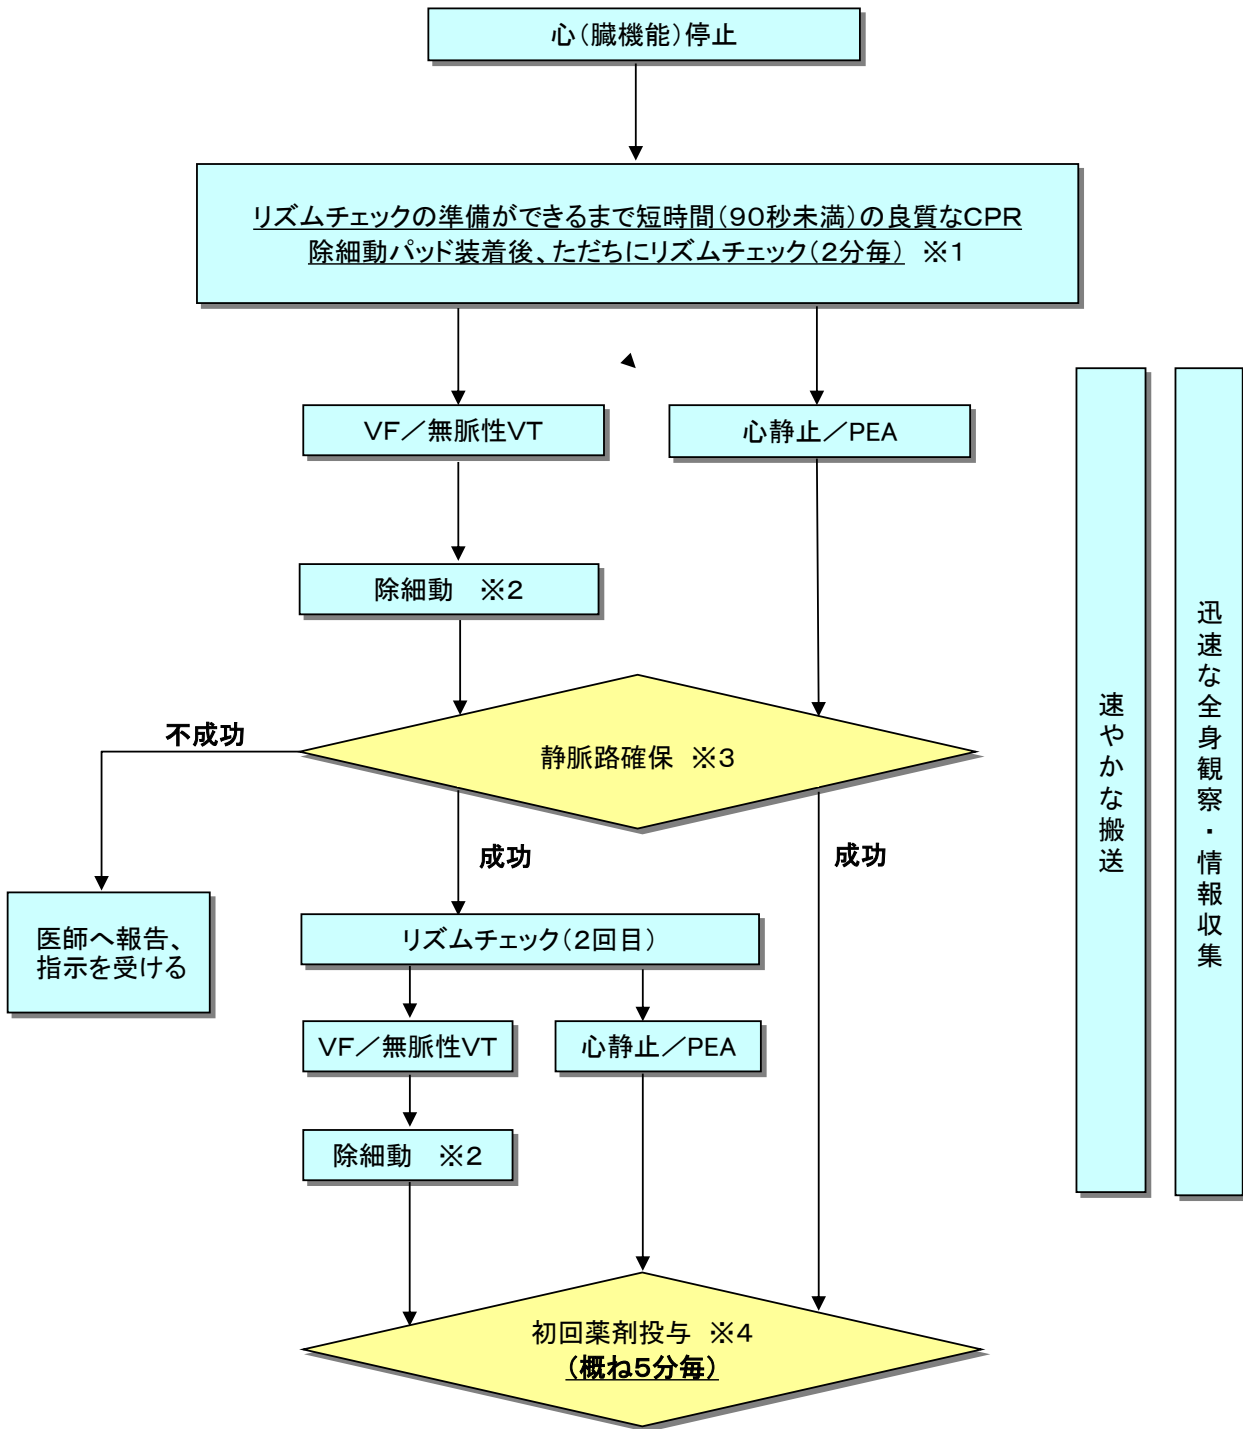 心（臓機能）停止
リズムチェックの準備ができるまで短時間（９０秒未満）の良質なＣＰＲ
除細動パッド装着後、ただちにリズムチェック（２分毎）　※１
ＶＦ／無脈性ＶＴ
心静止／PEA
除細動　※２
静脈路確保　※３
不成功
成功
成功
医師へ報告、
指示を受ける
リズムチェック（２回目）
ＶＦ／無脈性ＶＴ
心静止／PEA
除細動　※２
初回薬剤投与　※４
（概ね５分毎）
速やかな搬送
迅速な全身観察・情報収集